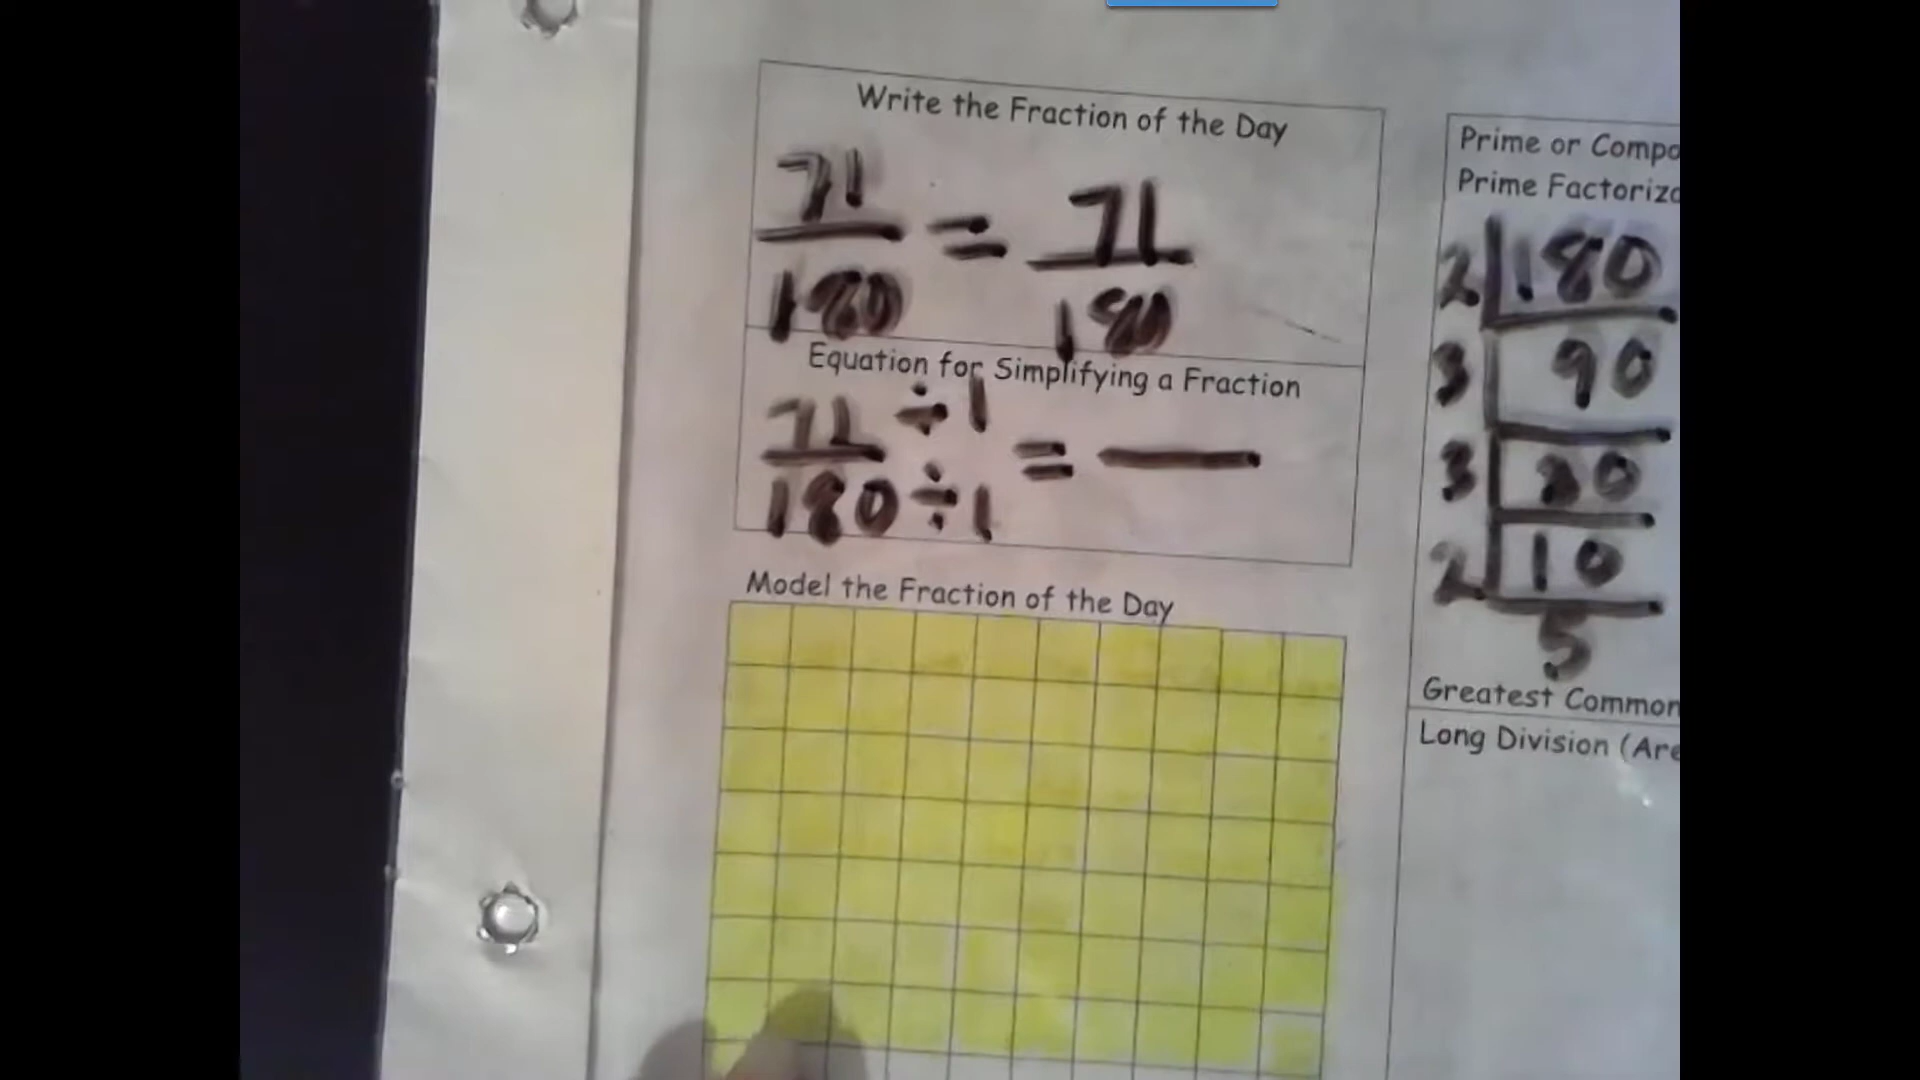 Write the Fraction of the Day
71/180 = 71/180
Equation for Simplifying a Fraction
71 ÷ 1
180 ÷ 1
=
Model the Fraction of the Day
Prime or Compo
Prime Factoriza
2 180
3 90
3 30
2 10
5
Greatest Common
Long Division (Are